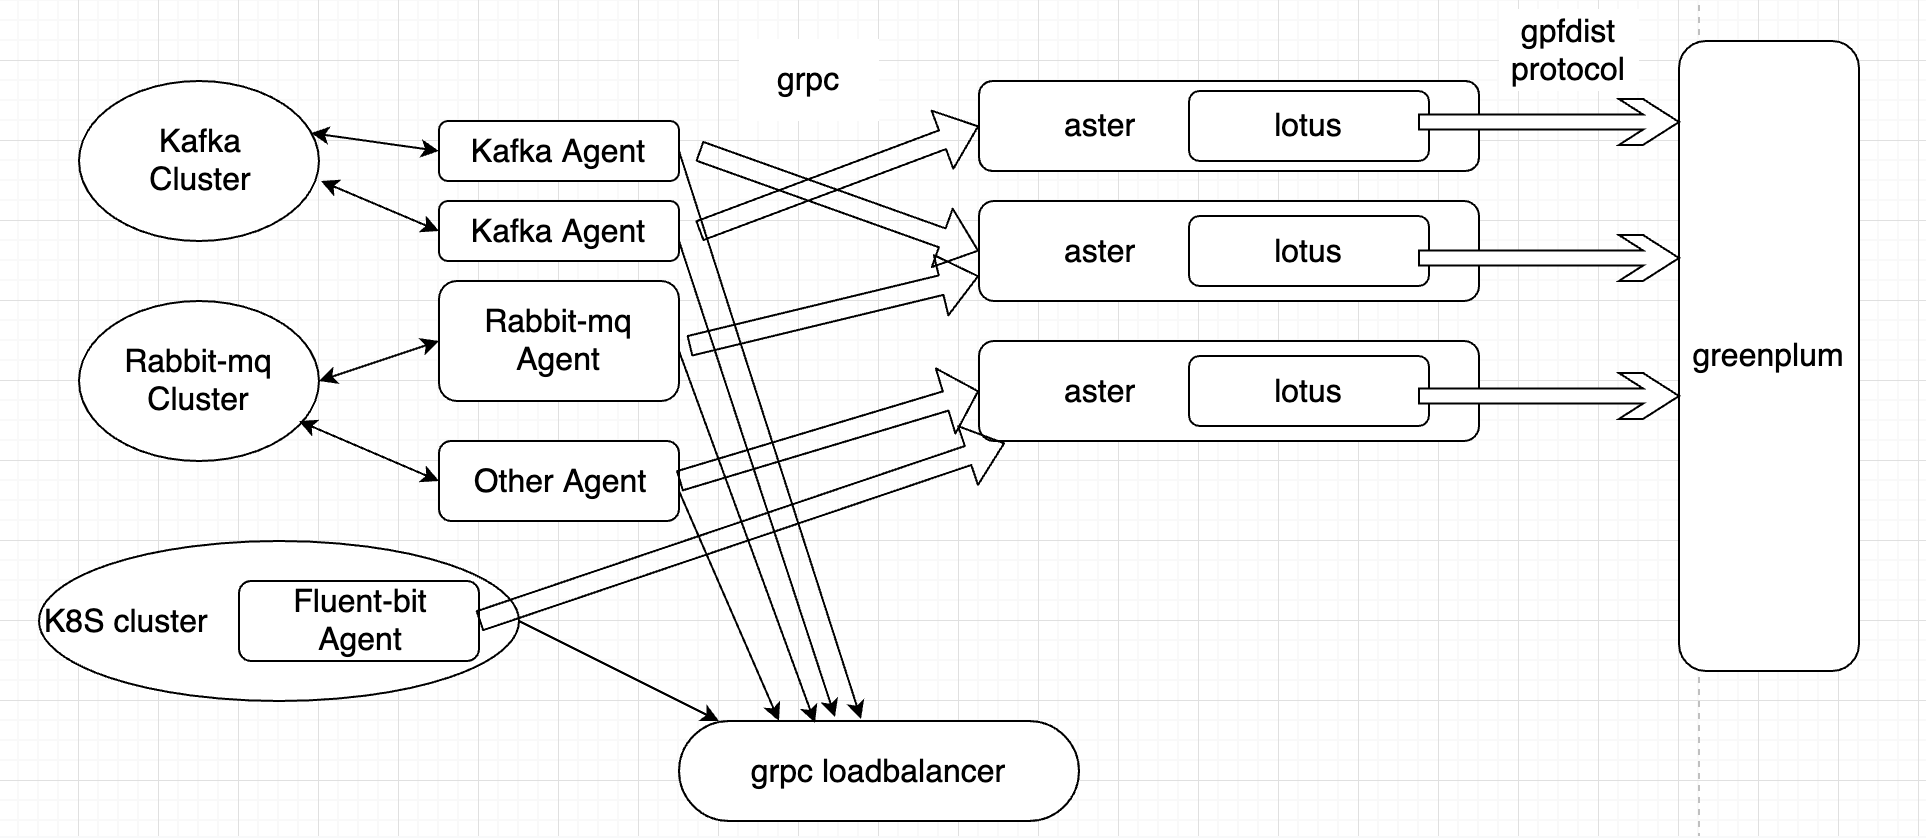 gpfdist
protocol
grpc
Kafka
Cluster
Kafka Agent
Kafka Agent
aster
lotus
aster
lotus
Rabbit-mq
Cluster
Rabbit-mq
Agent
Other Agent
aster
lotus
greenplum
K8S cluster
Fluent-bit
Agent
grpc loadbalancer